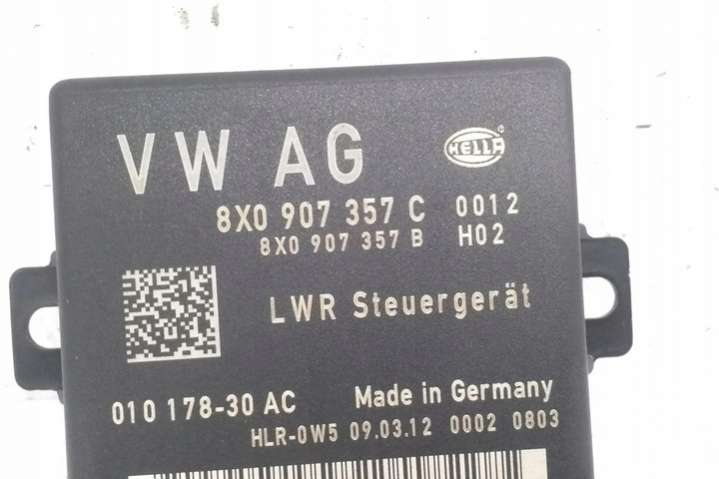 VW AG
HELLA ®
8X0 907 357 C 0012
8X0 907 357 B H02
LWR Steuergerät
010 178-30 AC Made in Germany
HLR-0W5 09.03.12 0002 0803